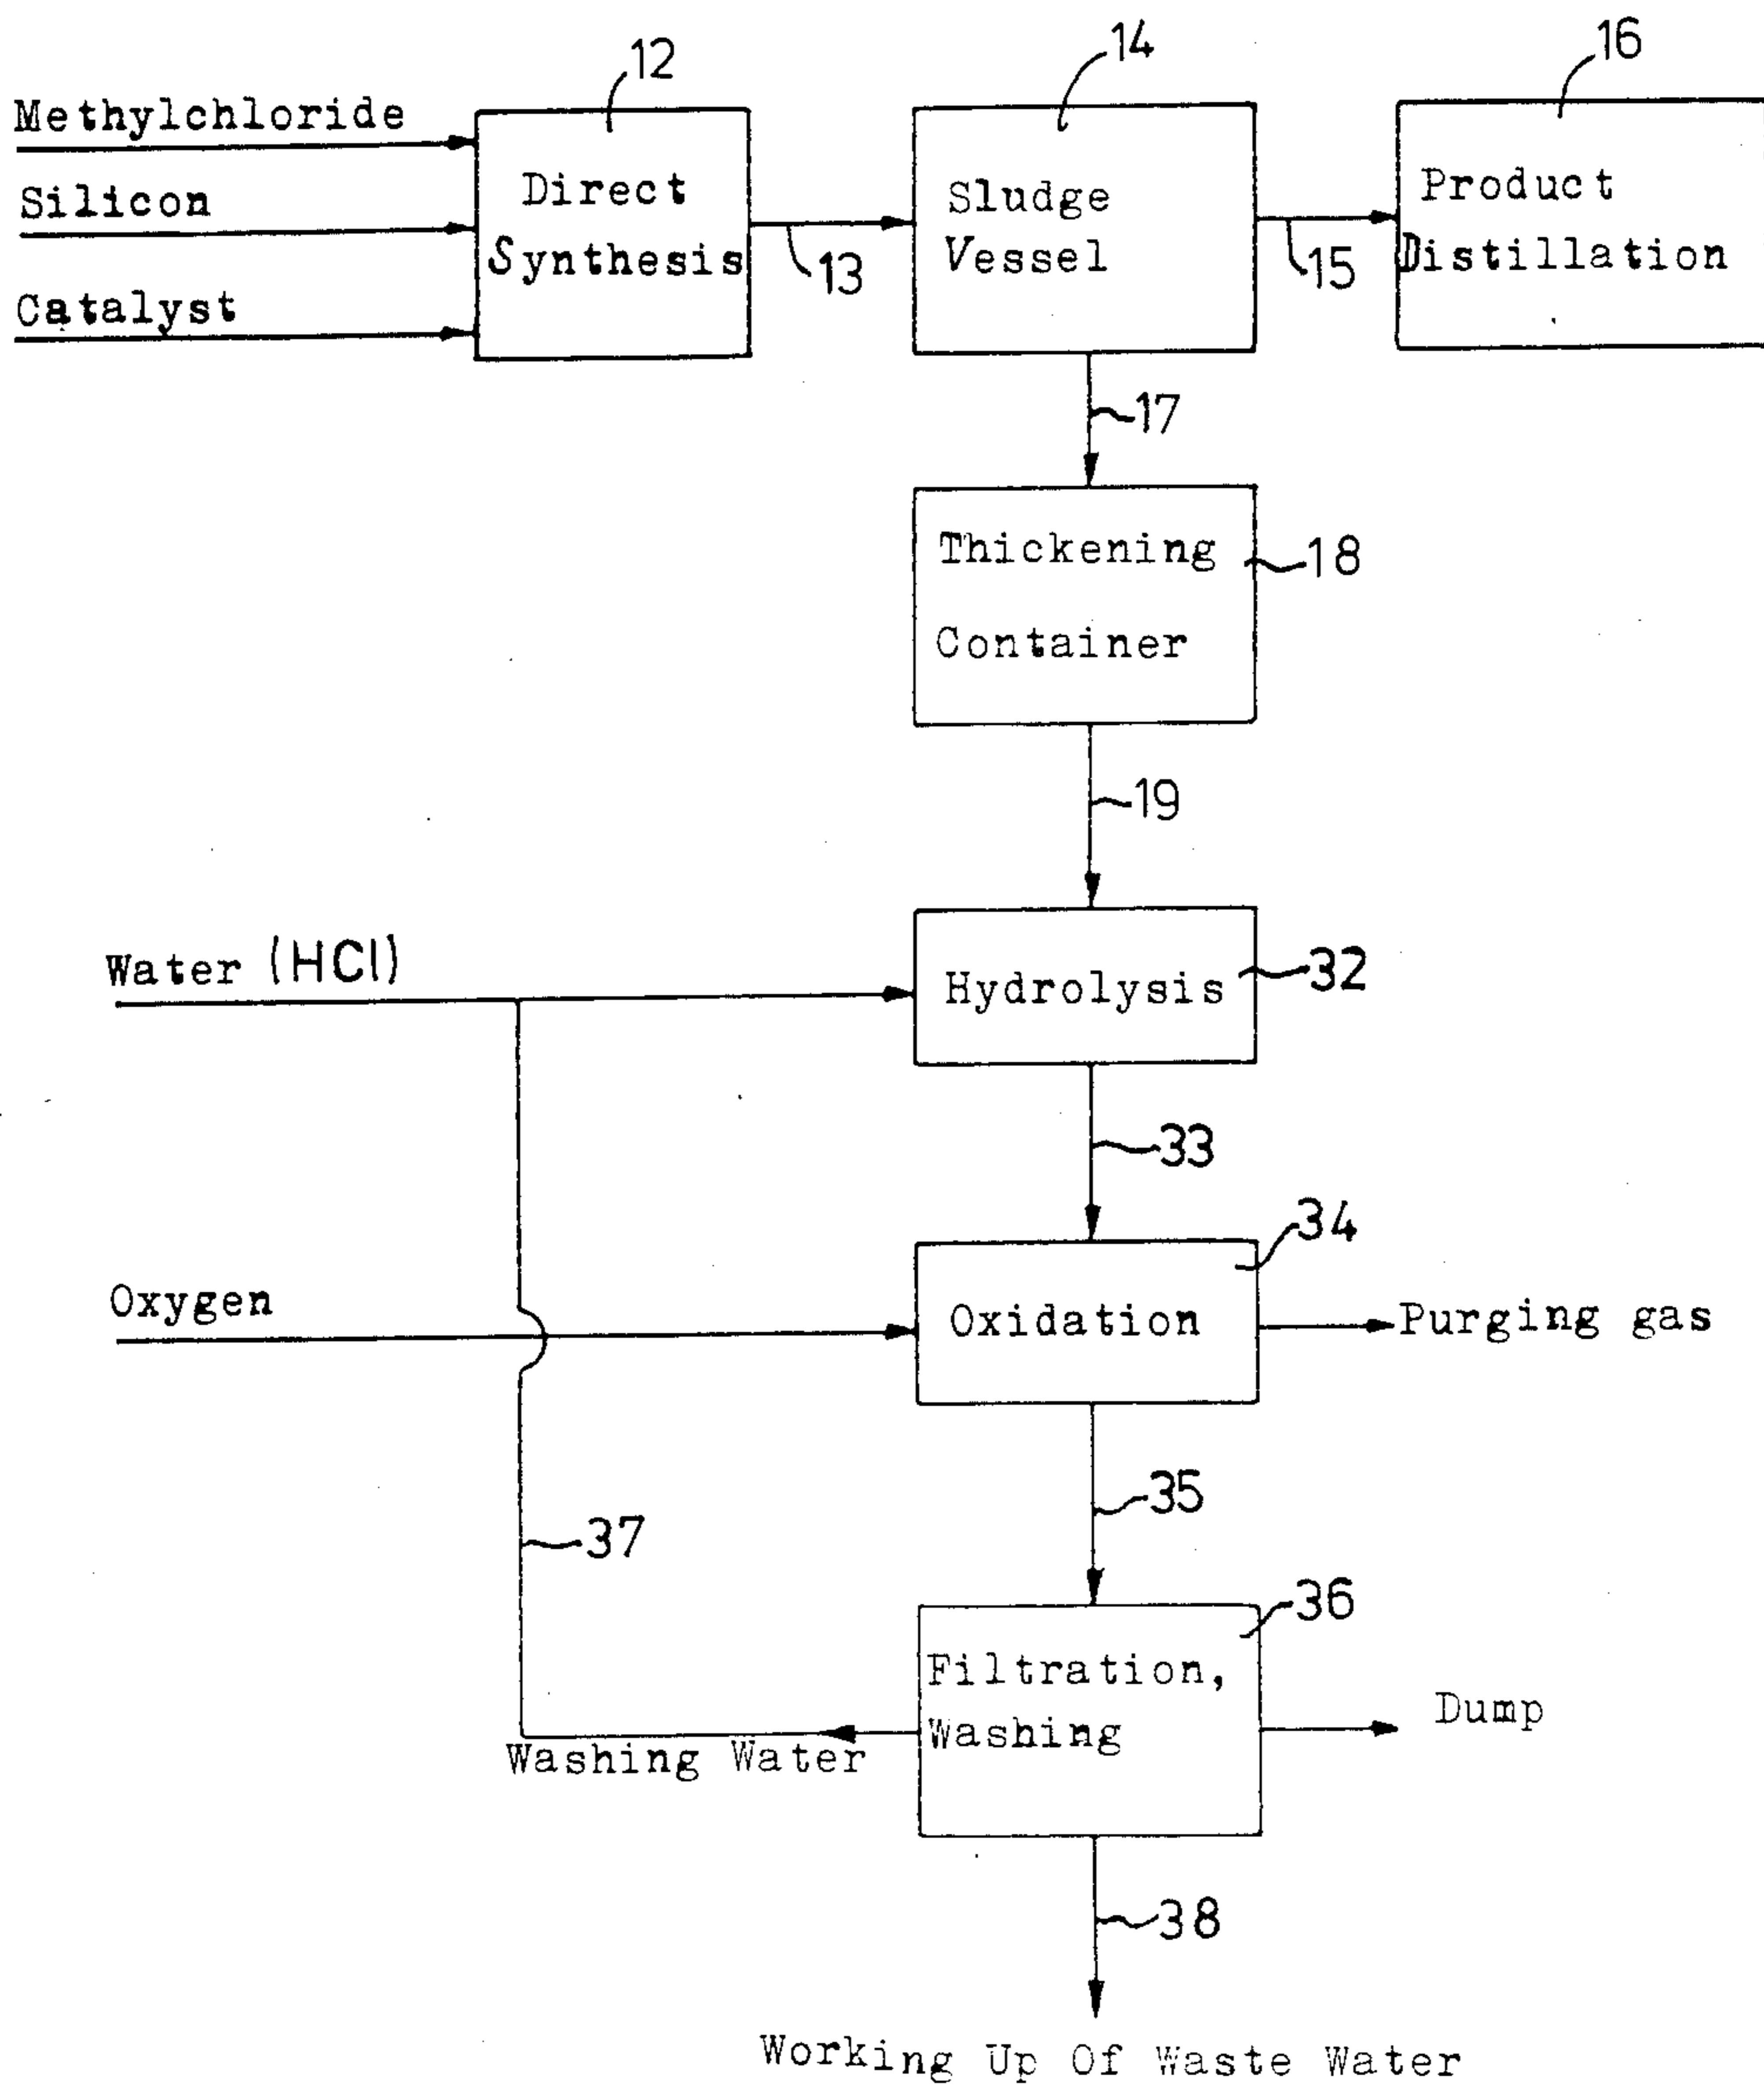 12
14
16
Methylchloride
Silicon
Catalyst
Direct
Synthesis
13
Sludge
Vessel
15
Product
Distillation
17
Thickening
Container
18
19
Water (HCl)
Hydrolysis
32
33
34
Oxygen
Oxidation
Purging gas
35
37
36
Filtration,
Washing
Dump
Washing Water
38
Working Up Of Waste Water